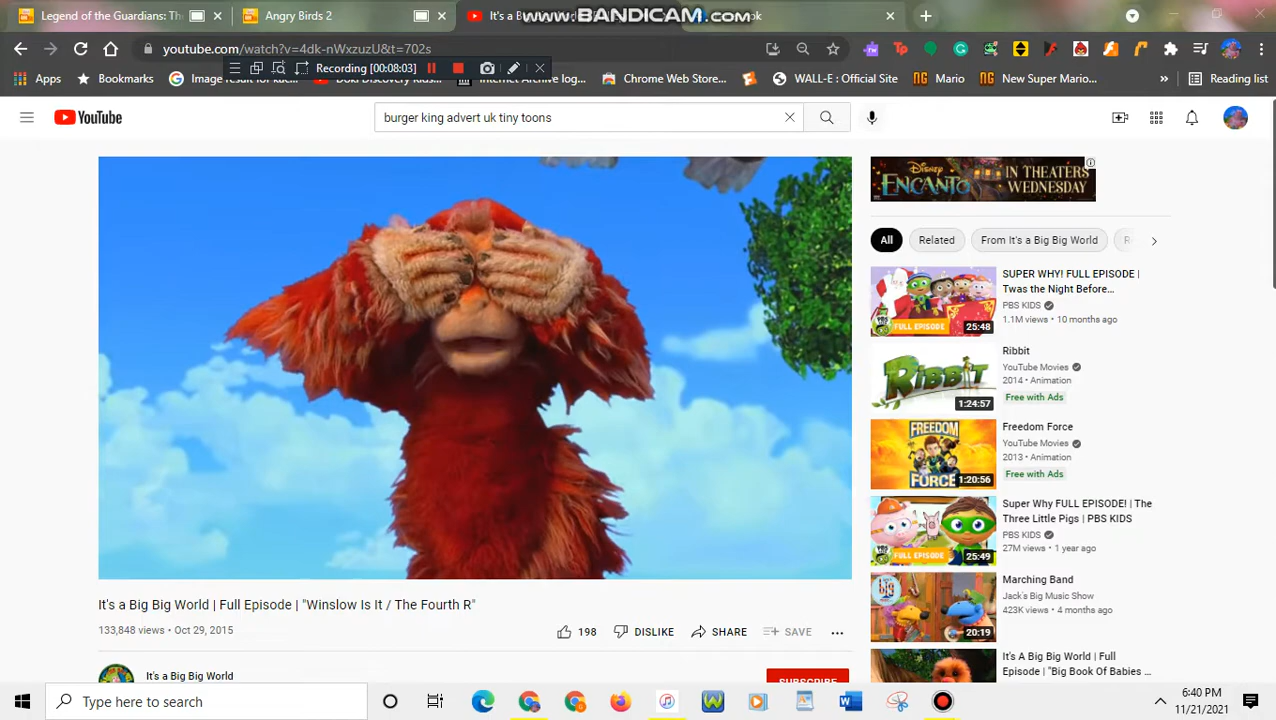 Legend of the Guardians: The O
Angry Birds 2
It's a B
www.BANDICAM.com
ok
youtube.com/watch?v=4dk-nWxzuzU&t=702s
Recording [00:08:03]
Apps
Bookmarks
Internet Archive log...
Chrome Web Store...
WALL-E: Official Site
Mario
New Super Mario...
Reading list
YouTube
burger king advert uk tiny toons
Disney
ENCANTO
IN THEATERS
WEDNESDAY
All
Related
From It's a Big Big World
SUPER WHY! FULL EPISODE |
Twas the Night Before...
PBS KIDS
1.1M views • 10 months ago
FULL EPISODE
25:48
Ribbit
YouTube Movies
2014 • Animation
Free with Ads
RIBBIT
1:24:57
Freedom Force
YouTube Movies
2013 • Animation
Free with Ads
FREEDOM
FORCE
1:20:56
Super Why FULL EPISODE! | The
Three Little Pigs | PBS KIDS
PBS KIDS
27M views • 1 year ago
FULL EPISODE
25:49
Marching Band
Jack's Big Music Show
423K views • 4 months ago
20:19
It's A Big Big World | Full
Episode | "Big Book Of Babies ...
It's a Big Big World | Full Episode | "Winslow Is It / The Fourth R"
133,848 views • Oct 29, 2015
198
DISLIKE
SHARE
SAVE
It's a Big Big World
SUBSCRIBE
Type here to search
6:40 PM
11/21/2021